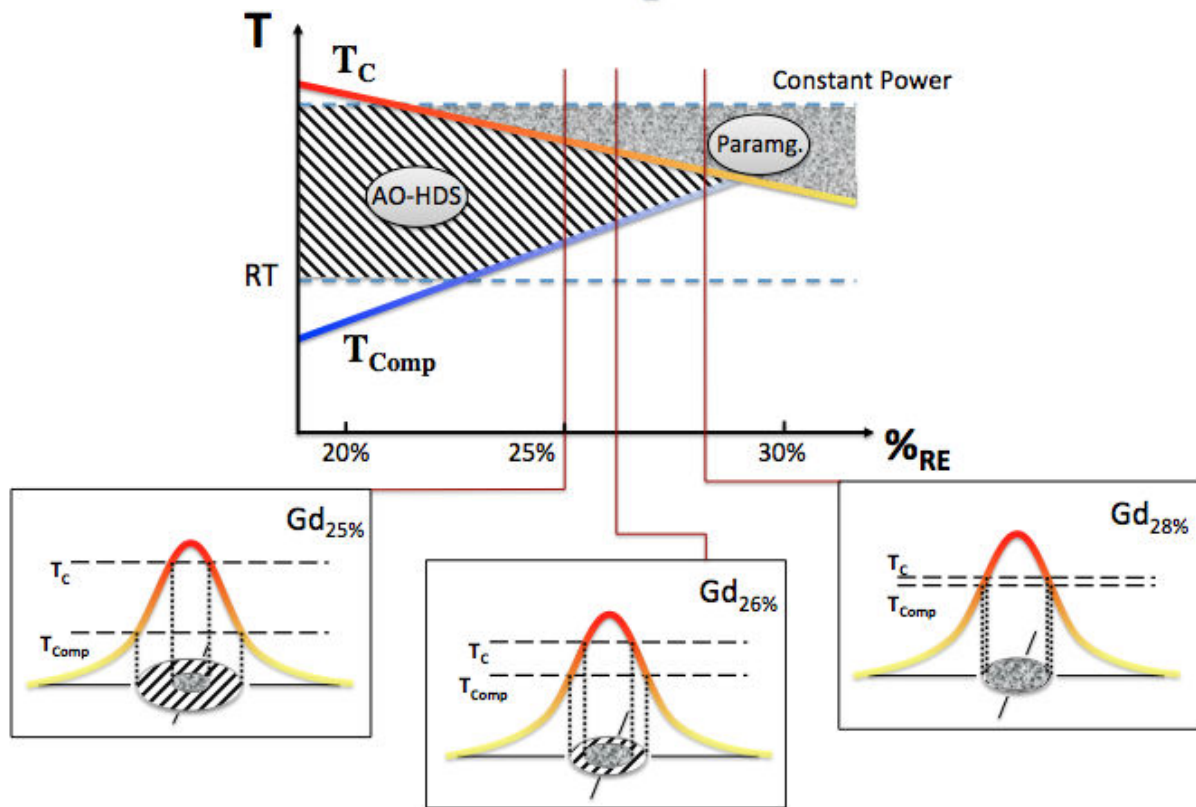 T
T_C
Constant Power
Paramg.
AO-HDS
RT
T_Comp
20%
25%
30%
%_RE
Gd_25%
T_C
T_Comp
Gd_26%
T_C
T_Comp
Gd_28%
T_C
T_Comp